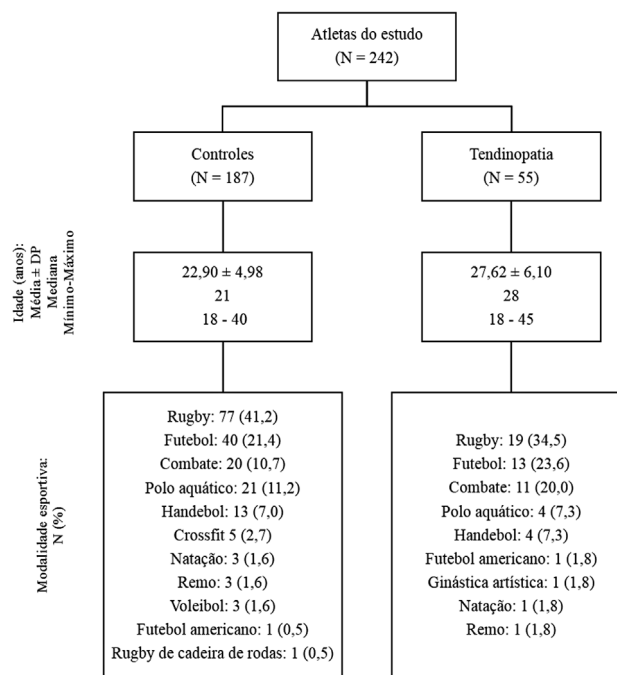 Atletas do estudo
(N = 242)
Controles
(N = 187)
Tendinopatia
(N = 55)
Idade (anos):
Média ± DP
Mediana
Mínimo-Máximo
22,90 ± 4,98
21
18 - 40
27,62 ± 6,10
28
18 - 45
Modalidade esportiva:
N (%)
Rugby: 77 (41,2)
Futebol: 40 (21,4)
Combate: 20 (10,7)
Polo aquático: 21 (11,2)
Handebol: 13 (7,0)
Crossfit 5 (2,7)
Natação: 3 (1,6)
Remo: 3 (1,6)
Voleibol: 3 (1,6)
Futebol americano: 1 (0,5)
Rugby de cadeira de rodas: 1 (0,5)
Rugby: 19 (34,5)
Futebol: 13 (23,6)
Combate: 11 (20,0)
Polo aquático: 4 (7,3)
Handebol: 4 (7,3)
Futebol americano: 1 (1,8)
Ginástica artística: 1 (1,8)
Natação: 1 (1,8)
Remo: 1 (1,8)